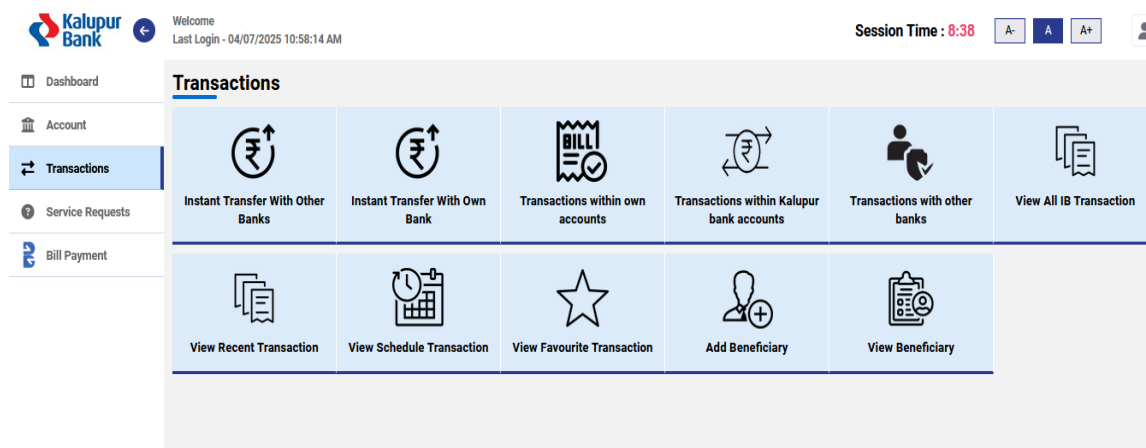 Kalupur
Bank
Welcome
Last Login - 04/07/2025 10:58:14 AM
Session Time : 8:38
A-
A
A+
Dashboard
Account
Transactions
Service Requests
Bill Payment
Transactions
Instant Transfer With Other
Banks
Instant Transfer With Own
Bank
BILL
Transactions within own
accounts
Transactions within Kalupur
bank accounts
Transactions with other
banks
View All IB Transaction
View Recent Transaction
View Schedule Transaction
View Favourite Transaction
Add Beneficiary
View Beneficiary